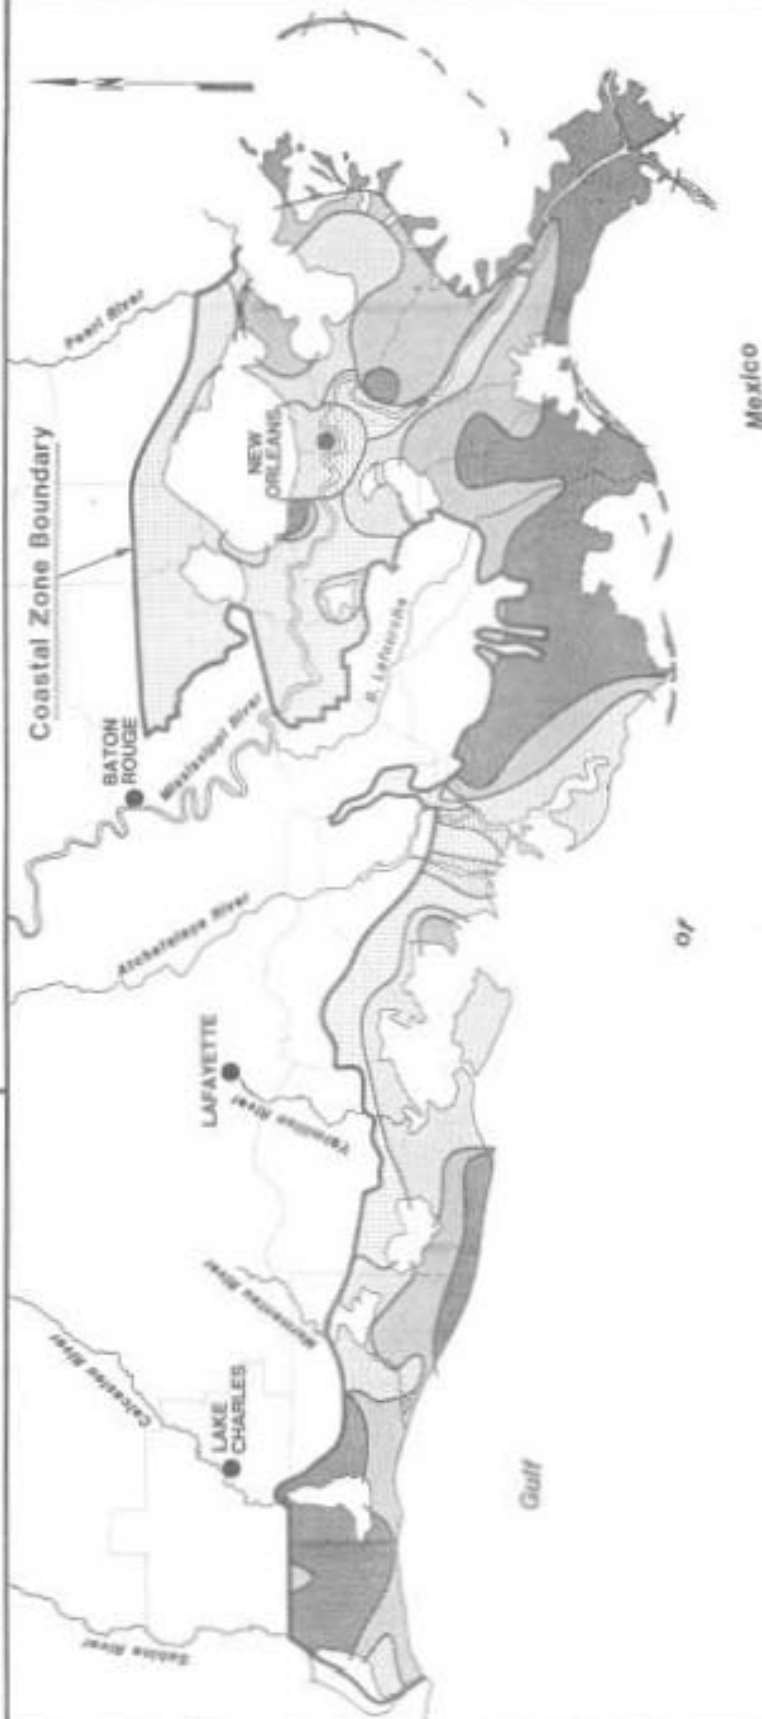 N
Pearl River
Coastal Zone Boundary
NEW
ORLEANS
BATON
ROUGE
Mississippi River
B. Lafourche
Atchafalaya River
LAFAYETTE
Vermilion River
Mermentau River
Calcasieu River
LAKE
CHARLES
Sabine River
Gulf
of
Mexico